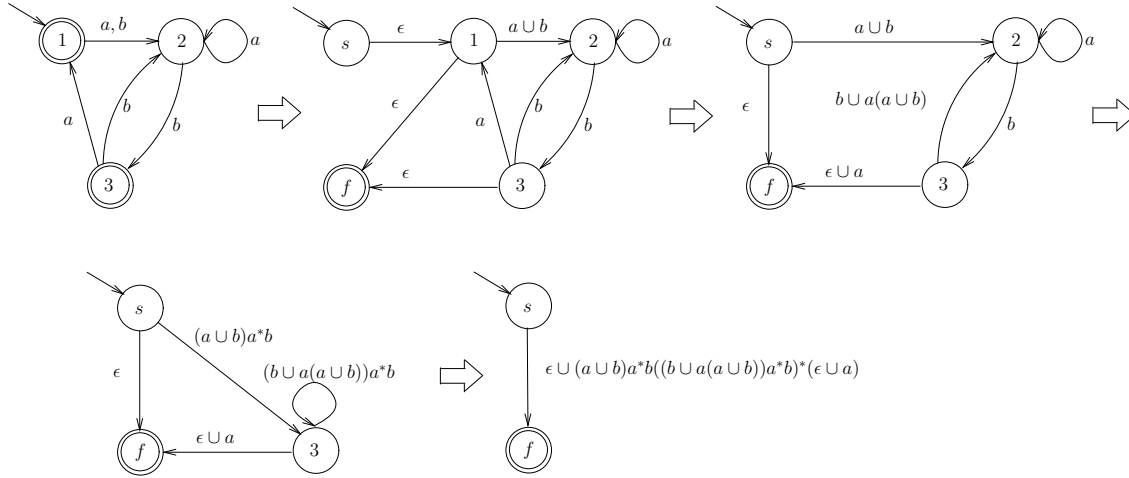 1
a, b
2
a
a
b
b
3
s
ϵ
1
a ∪ b
2
a
ϵ
a
b
b
f
ϵ
3
s
a ∪ b
2
a
ϵ
b ∪ a(a ∪ b)
b
f
ϵ ∪ a
3
s
(a ∪ b)a*b
ϵ
(b ∪ a(a ∪ b))a*b
f
ϵ ∪ a
3
s
ϵ ∪ (a ∪ b)a*b((b ∪ a(a ∪ b))a*b)*(ϵ ∪ a)
f